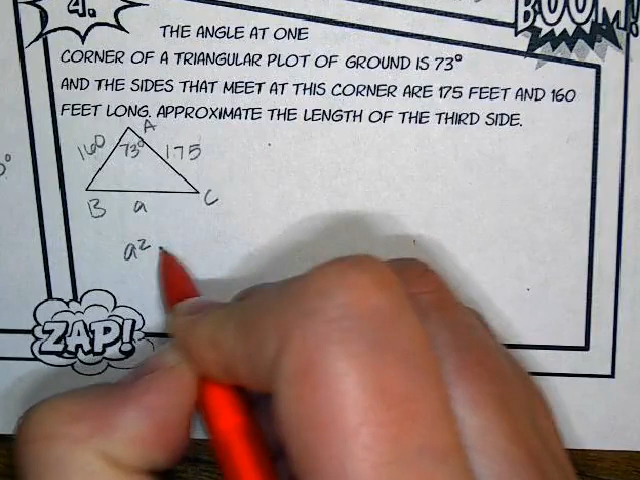 4.
BOOM!
THE ANGLE AT ONE
CORNER OF A TRIANGULAR PLOT OF GROUND IS 73°
AND THE SIDES THAT MEET AT THIS CORNER ARE 175 FEET AND 160
FEET LONG. APPROXIMATE THE LENGTH OF THE THIRD SIDE.
A
160 73° 175
B a C
a²
ZAP!